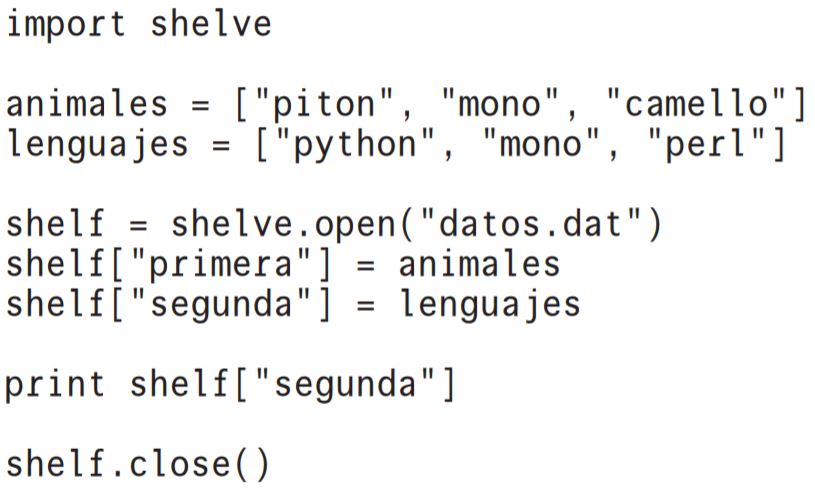 import shelve
animales = ["piton", "mono", "camello"]
lenguajes = ["python", "mono", "perl"]
shelf = shelve.open("datos.dat")
shelf["primera"] = animales
shelf["segunda"] = lenguajes
print shelf["segunda"]
shelf.close()